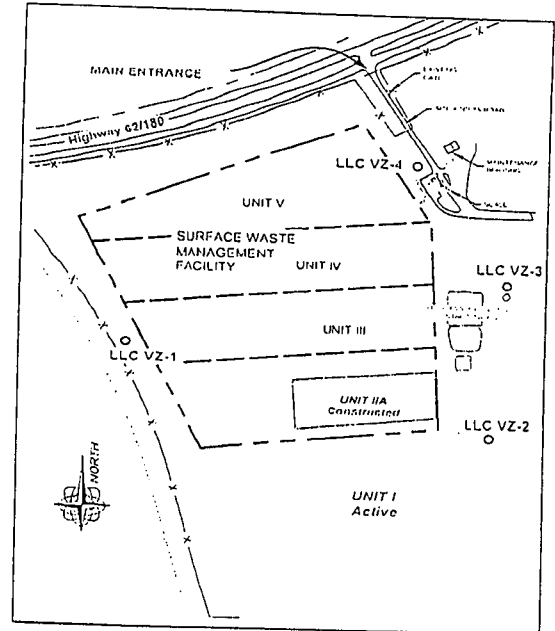 MAIN ENTRANCE
Highway 62/180
LLC VZ-4
MAINTENANCE
UNIT V
SURFACE WASTE
MANAGEMENT
FACILITY
UNIT IV
LLC VZ-3
UNIT III
LLC VZ-1
UNIT IIA
Constructed
LLC VZ-2
NORTH
UNIT I
Active